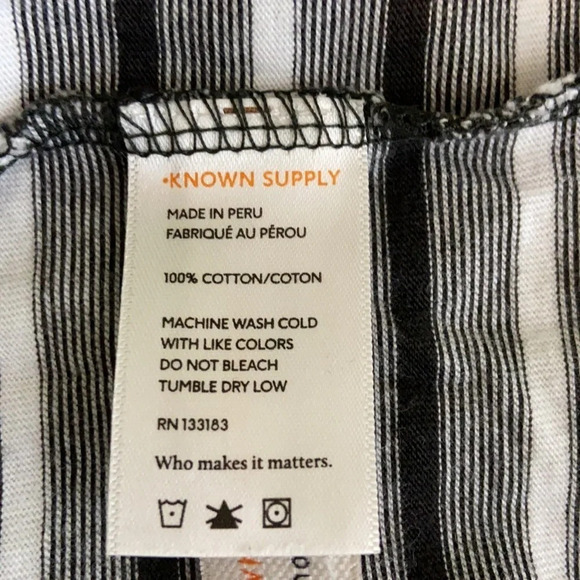 •KNOWN SUPPLY
MADE IN PERU
FABRIQUÉ AU PÉROU
100% COTTON/COTON
MACHINE WASH COLD
WITH LIKE COLORS
DO NOT BLEACH
TUMBLE DRY LOW
RN 133183
Who makes it matters.